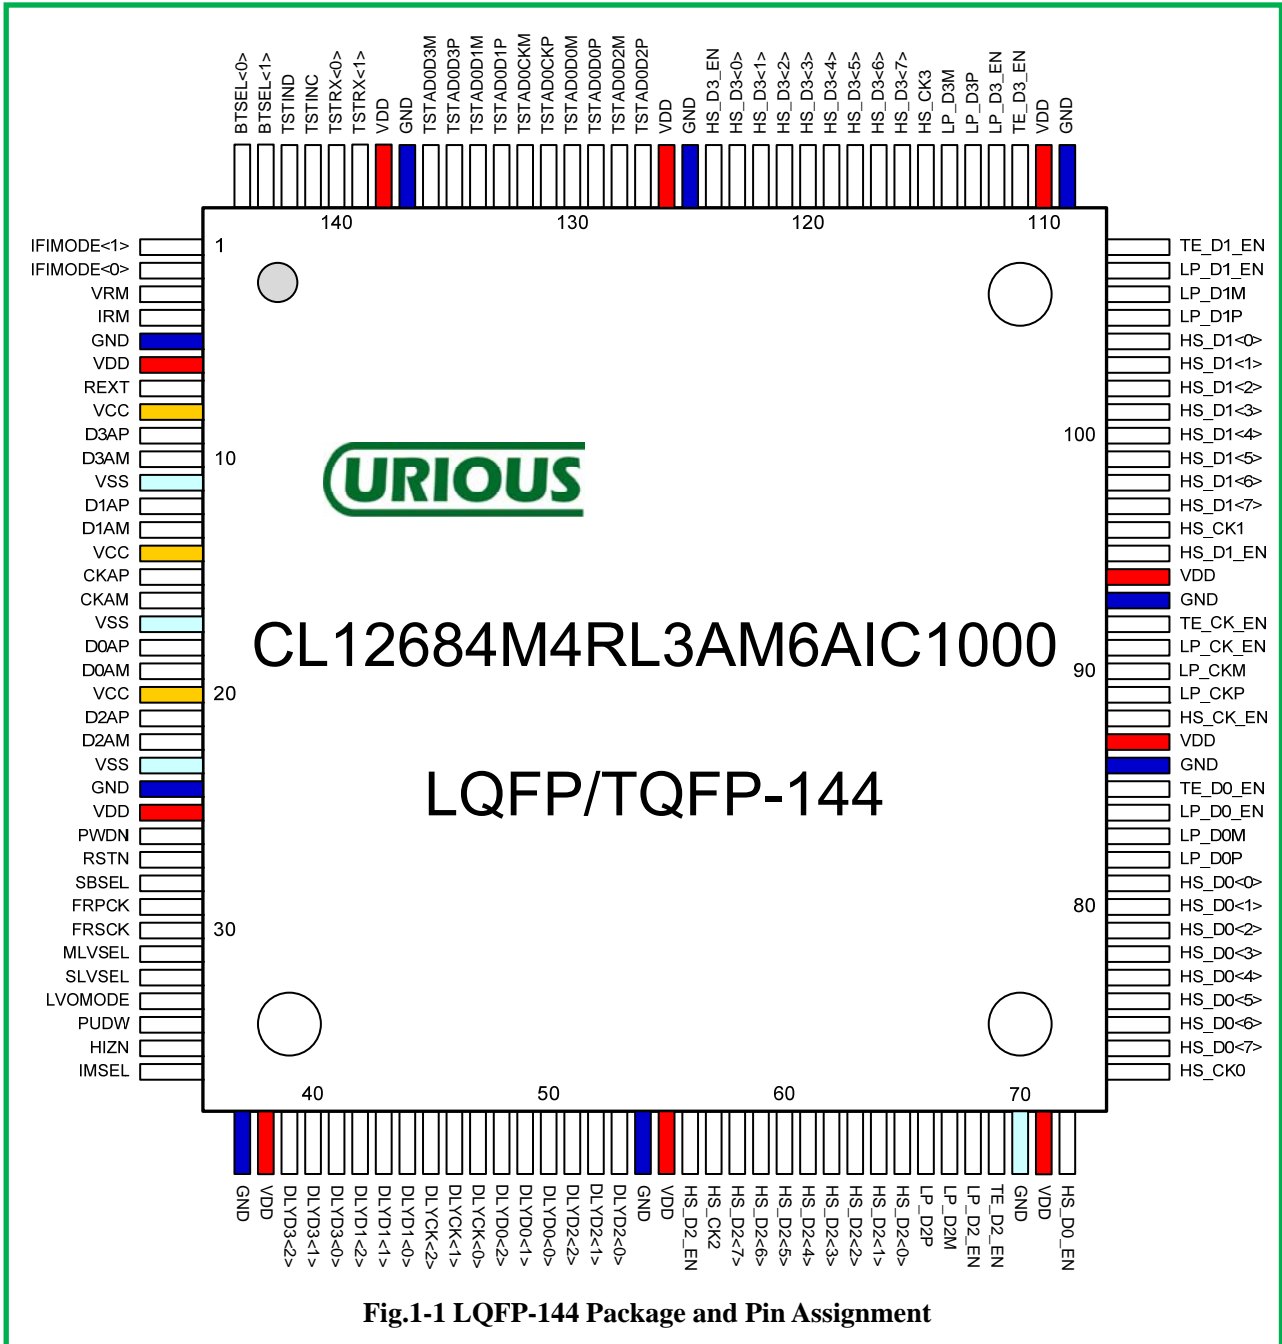 BTSEL<0>
BTSEL<1>
TSTIND
TSTINC
TSTRX<0>
TSTRX<1>
VDD
GND
TSTAD0D3M
TSTAD0D3P
TSTAD0D1M
TSTAD0D1P
TSTAD0CKM
TSTAD0CKP
TSTAD0D0M
TSTAD0D0P
TSTAD0D2M
TSTAD0D2P
VDD
GND
HS_D3_EN
HS_D3<0>
HS_D3<1>
HS_D3<2>
HS_D3<3>
HS_D3<4>
HS_D3<5>
HS_D3<6>
HS_D3<7>
HS_CK3
LP_D3M
LP_D3P
LP_D3_EN
TE_D3_EN
VDD
GND
140
130
120
110
IFIMODE<1>
IFIMODE<0>
VRM
IRM
GND
VDD
REXT
VCC
D3AP
D3AM
VSS
D1AP
D1AM
VCC
CKAP
CKAM
VSS
D0AP
D0AM
VCC
D2AP
D2AM
VSS
GND
VDD
PWDN
RSTN
SBSEL
FRPCK
FRSCK
MLVSEL
SLVSEL
LVOMODE
PUDW
HIZN
IMSEL
1
10
20
30
URIOUS
CL12684M4RL3AM6AIC1000
LQFP/TQFP-144
100
90
80
TE_D1_EN
LP_D1_EN
LP_D1M
LP_D1P
HS_D1<0>
HS_D1<1>
HS_D1<2>
HS_D1<3>
HS_D1<4>
HS_D1<5>
HS_D1<6>
HS_D1<7>
HS_CK1
HS_D1_EN
VDD
GND
TE_CK_EN
LP_CK_EN
LP_CKM
LP_CKP
HS_CK_EN
VDD
GND
TE_D0_EN
LP_D0_EN
LP_D0M
LP_D0P
HS_D0<0>
HS_D0<1>
HS_D0<2>
HS_D0<3>
HS_D0<4>
HS_D0<5>
HS_D0<6>
HS_D0<7>
HS_CK0
40
50
60
70
GND
VDD
DLYD3<2>
DLYD3<1>
DLYD3<0>
DLYD1<2>
DLYD1<1>
DLYD1<0>
DLYCK<2>
DLYCK<1>
DLYCK<0>
DLYD0<2>
DLYD0<1>
DLYD0<0>
DLYD2<2>
DLYD2<1>
DLYD2<0>
GND
VDD
HS_D2_EN
HS_CK2
HS_D2<7>
HS_D2<6>
HS_D2<5>
HS_D2<4>
HS_D2<3>
HS_D2<2>
HS_D2<1>
HS_D2<0>
LP_D2P
LP_D2M
LP_D2_EN
TE_D2_EN
GND
VDD
HS_D0_EN
Fig.1-1 LQFP-144 Package and Pin Assignment